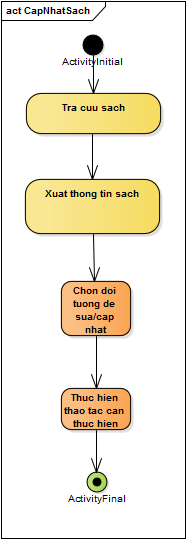 act CapNhatSach
ActivityInitial
Tra cuu sach
Xuat thong tin sach
Chon doi
tuong de
sua/cap
nhat
Thuc hien
thao tac can
thuc hien
ActivityFinal